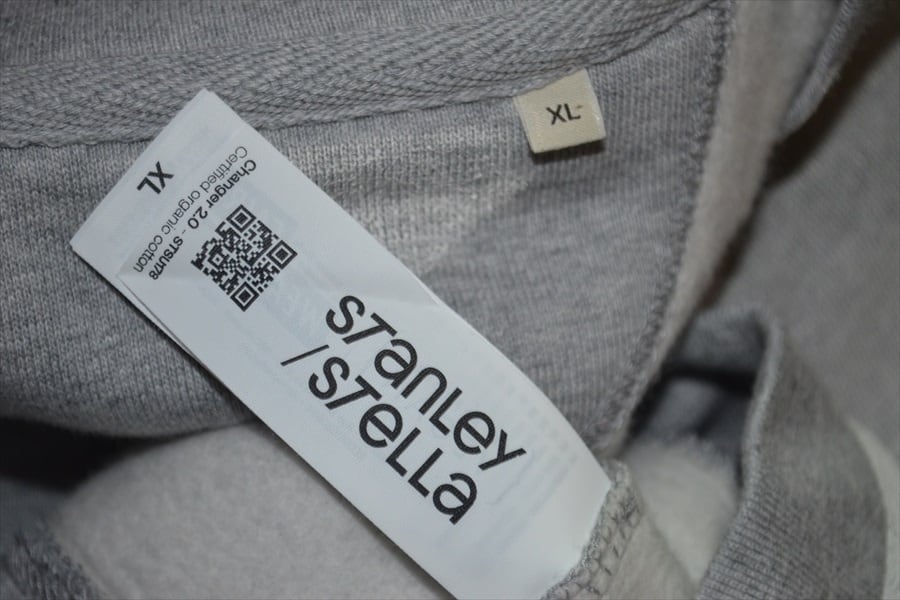 XL
XL
Changer 2.0 - STSU178
Certified organic cotton
STANLEY
/STELLA